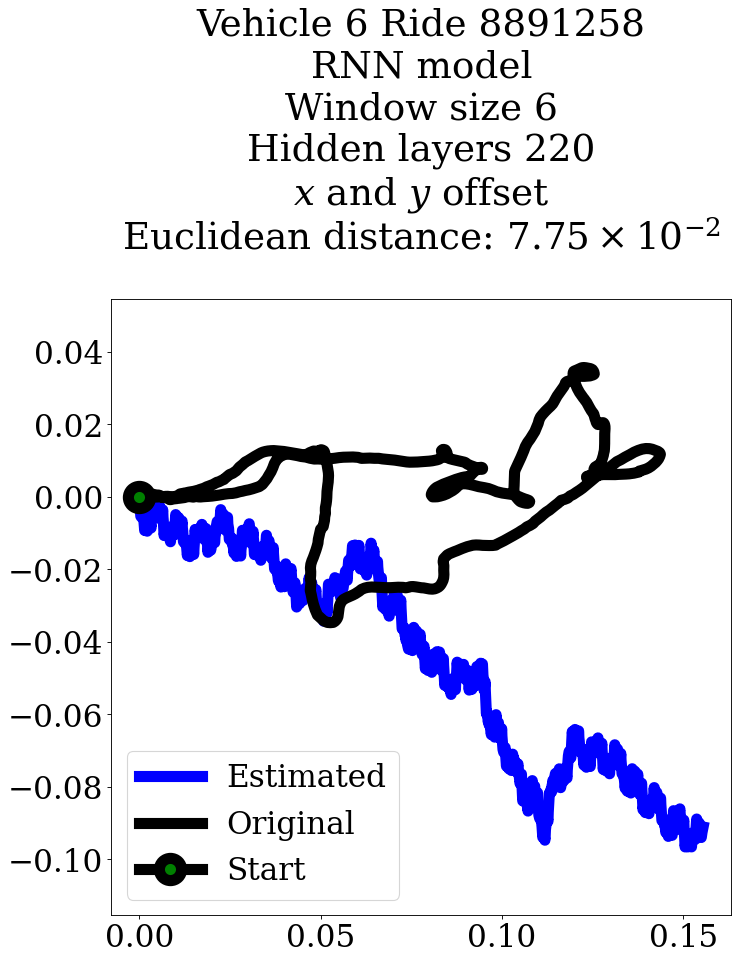 Vehicle 6 Ride 8891258
RNN model
Window size 6
Hidden layers 220
x and y offset
Euclidean distance: 7.75 × 10⁻²
0.04
0.02
0.00
−0.02
−0.04
−0.06
−0.08
−0.10
Estimated
Original
Start
0.00 0.05 0.10 0.15